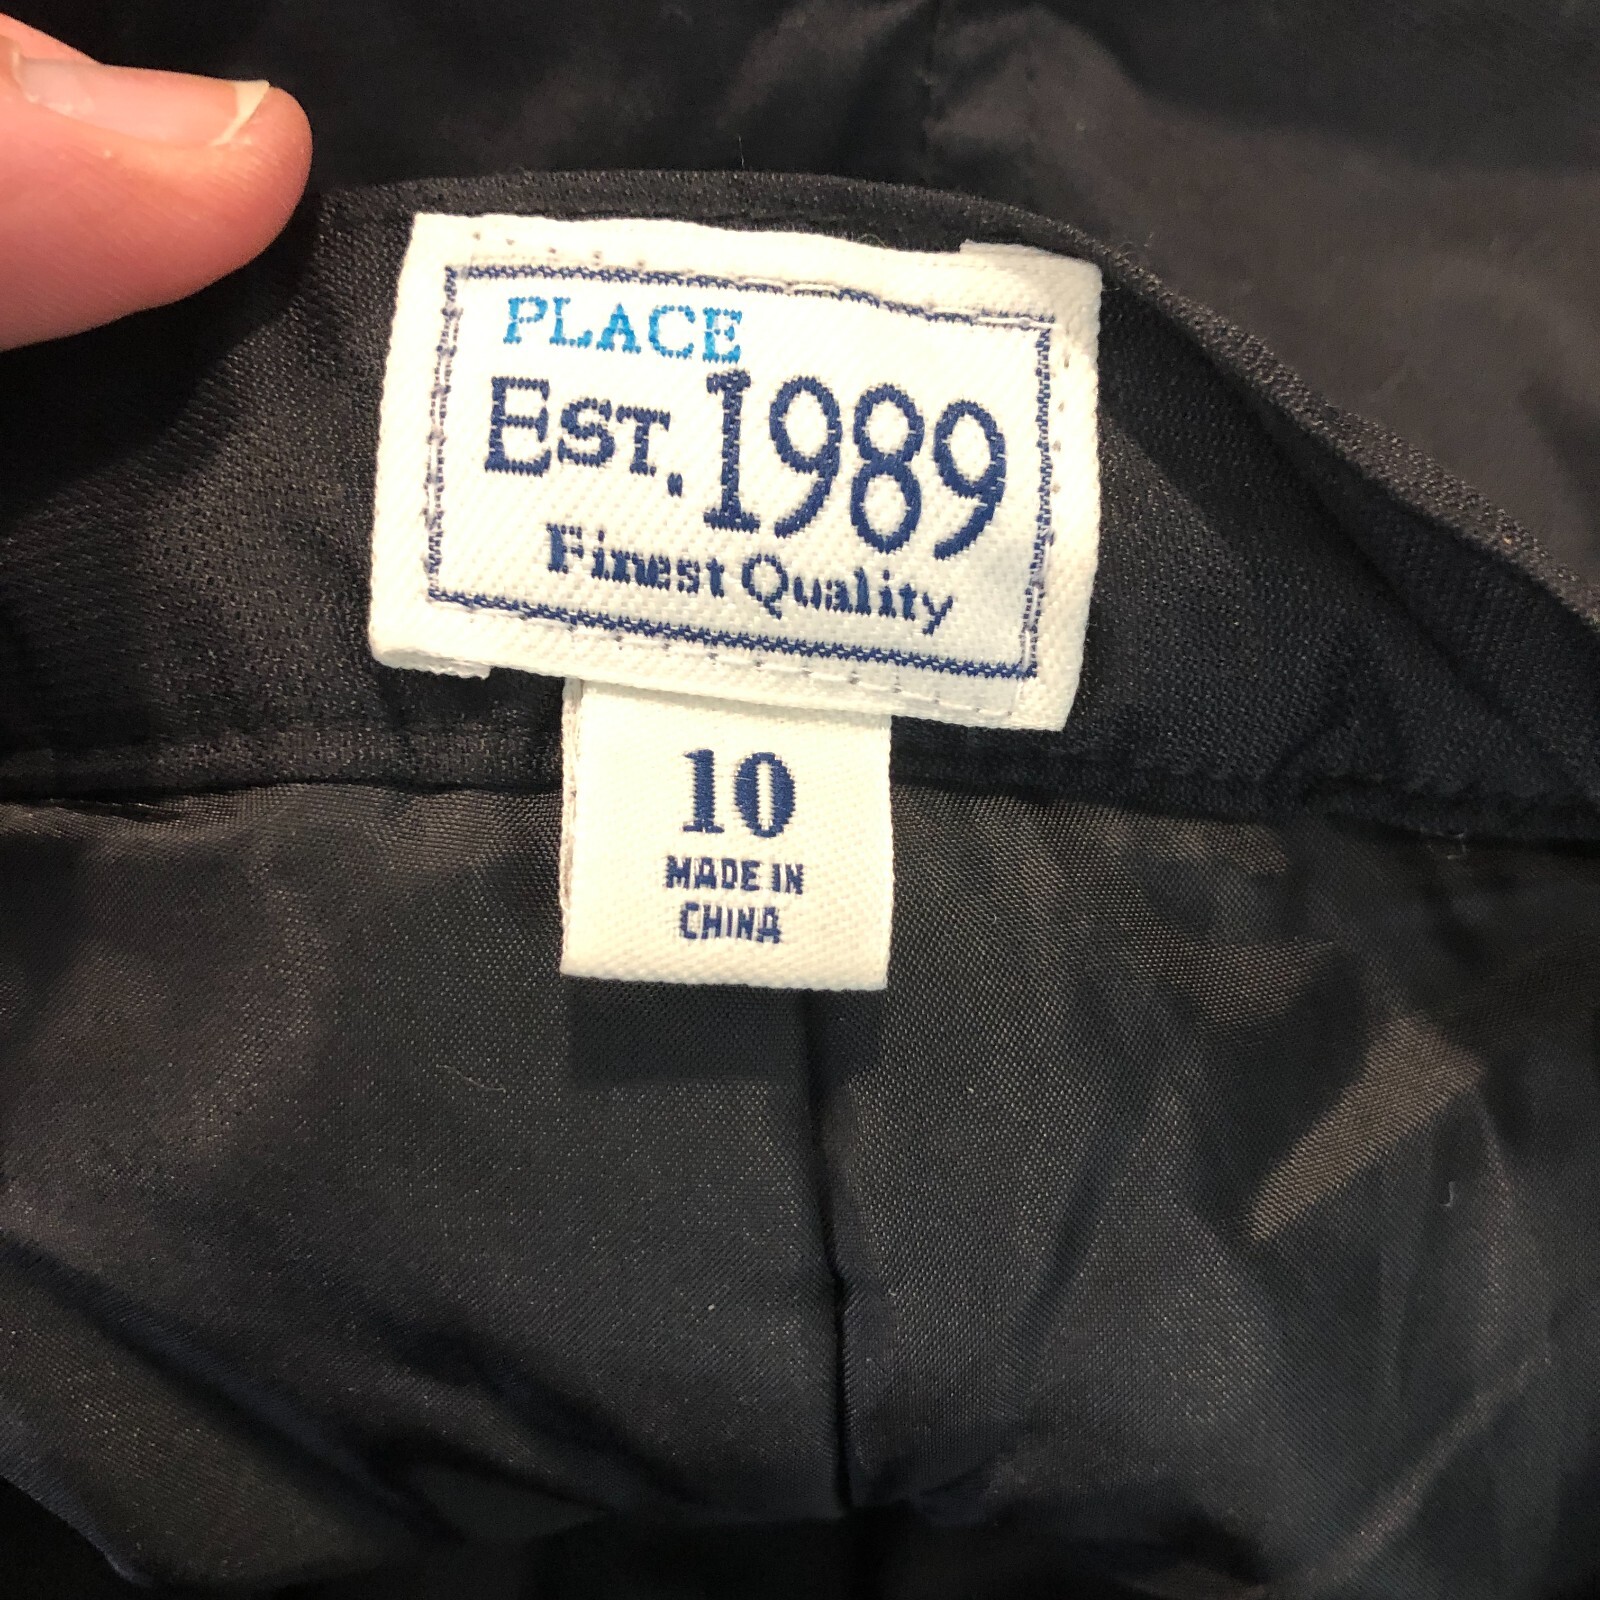 PLACE
EST. 1989
Finest Quality
10
MADE IN
CHINA